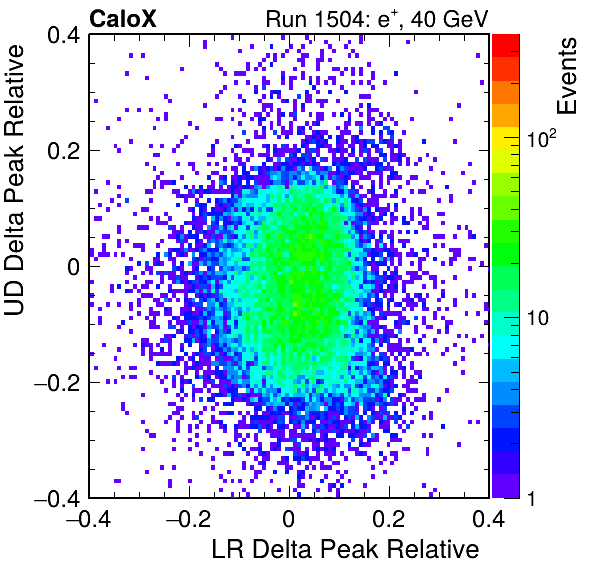 CaloX Run 1504: e⁺, 40 GeV
UD Delta Peak Relative
0.4
0.2
0
−0.2
−0.4
−0.4 −0.2 0 0.2 0.4
LR Delta Peak Relative
Events
10²
10
1